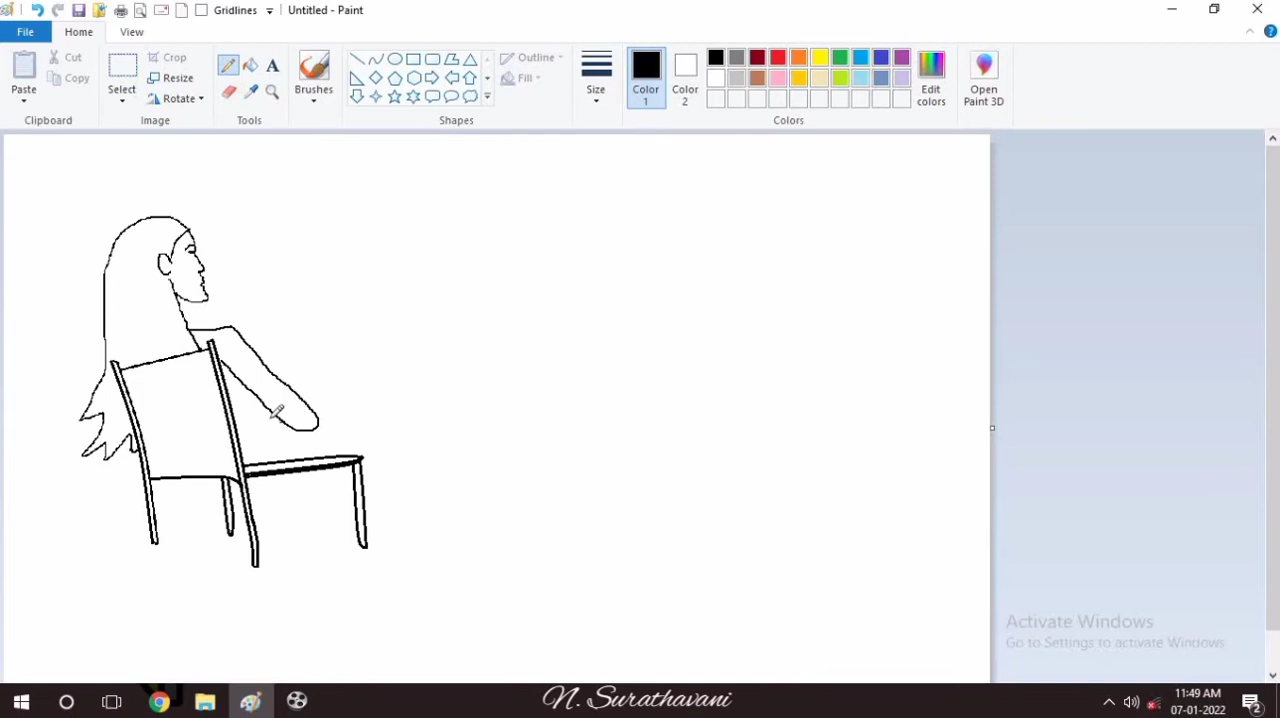 Gridlines
Untitled - Paint
File
Home
View
Paste
Cut
Copy
Clipboard
Select
Crop
Resize
Rotate
Image
A
Tools
Brushes
Outline
Fill
Shapes
Size
Color 1
Color 2
Edit colors
Colors
Open Paint 3D
Activate Windows
Go to Settings to activate Windows
N. Surathavani
11:49 AM
07-01-2022
2